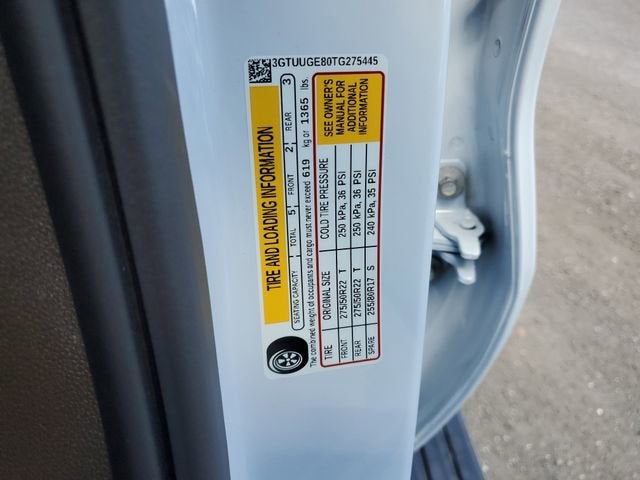 3GTUUGE80TG275445
TIRE AND LOADING INFORMATION
SEATING CAPACITY TOTAL 5 FRONT 2 REAR 3
The combined weight of occupants and cargo must never exceed 619 kg or 1365 lbs.
TIRE ORIGINAL SIZE COLD TIRE PRESSURE
FRONT 275/50R22 T 250 kPa, 36 PSI
REAR 275/50R22 T 250 kPa, 36 PSI
SPARE 255/80R17 S 240 kPa, 35 PSI
SEE OWNER'S
MANUAL FOR
ADDITIONAL
INFORMATION